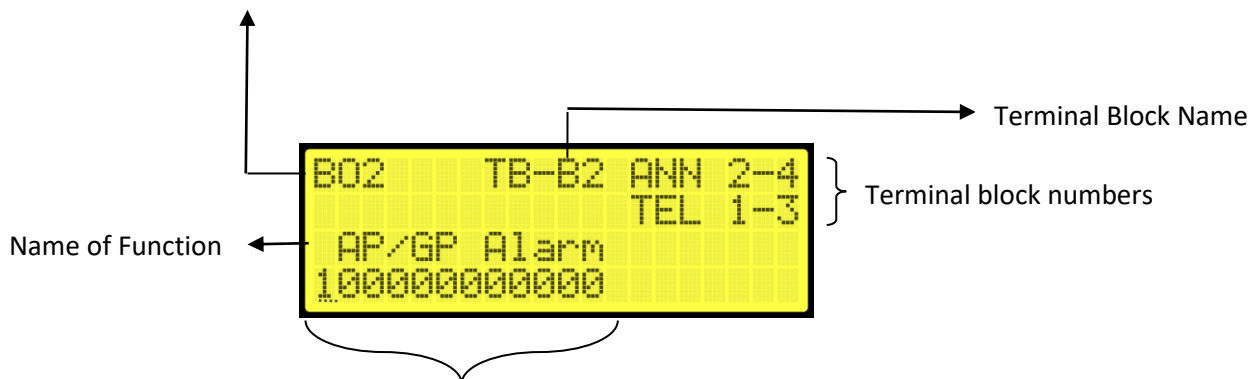 Terminal Block Name
BO2 TB-B2 ANN 2-4
TEL 1-3
Terminal block numbers
Name of Function
AP/GP Alarm
100000000000